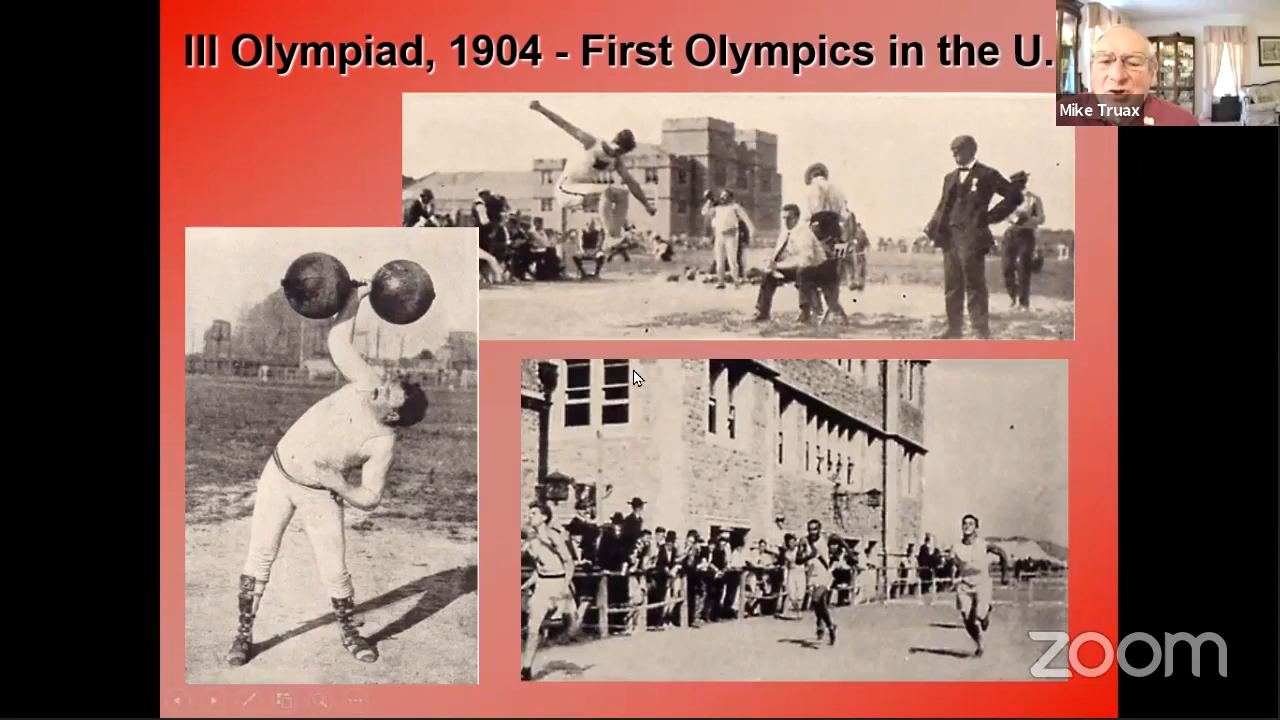 III Olympiad, 1904 - First Olympics in the U.
Mike Truax
zoom